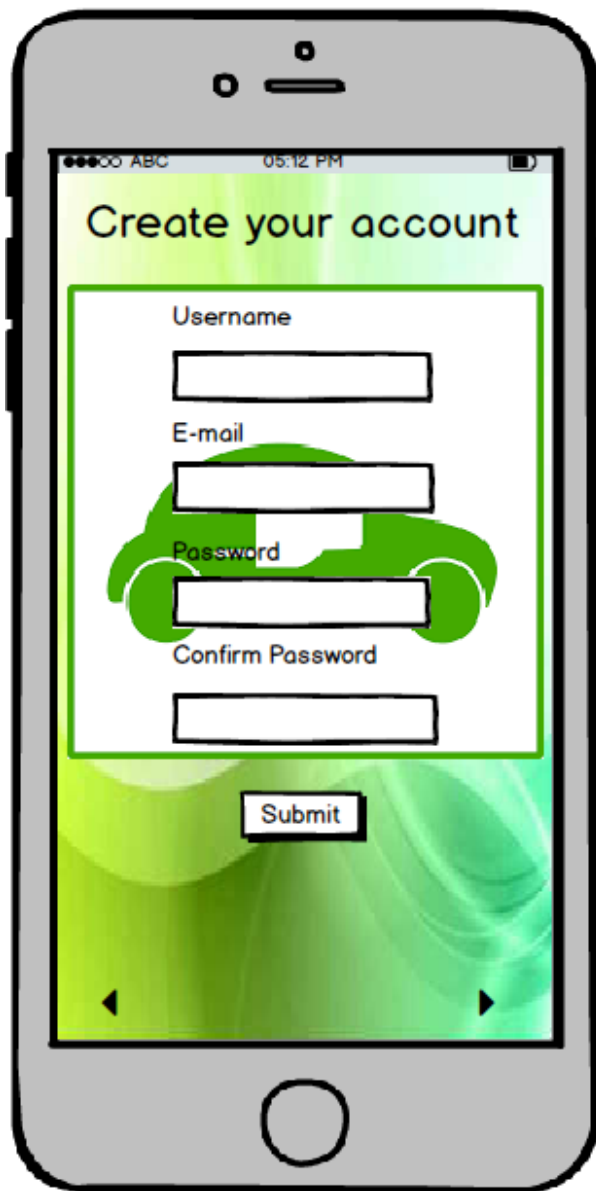 ABC 05:12 PM
Create your account
Username
E-mail
Password
Confirm Password
Submit